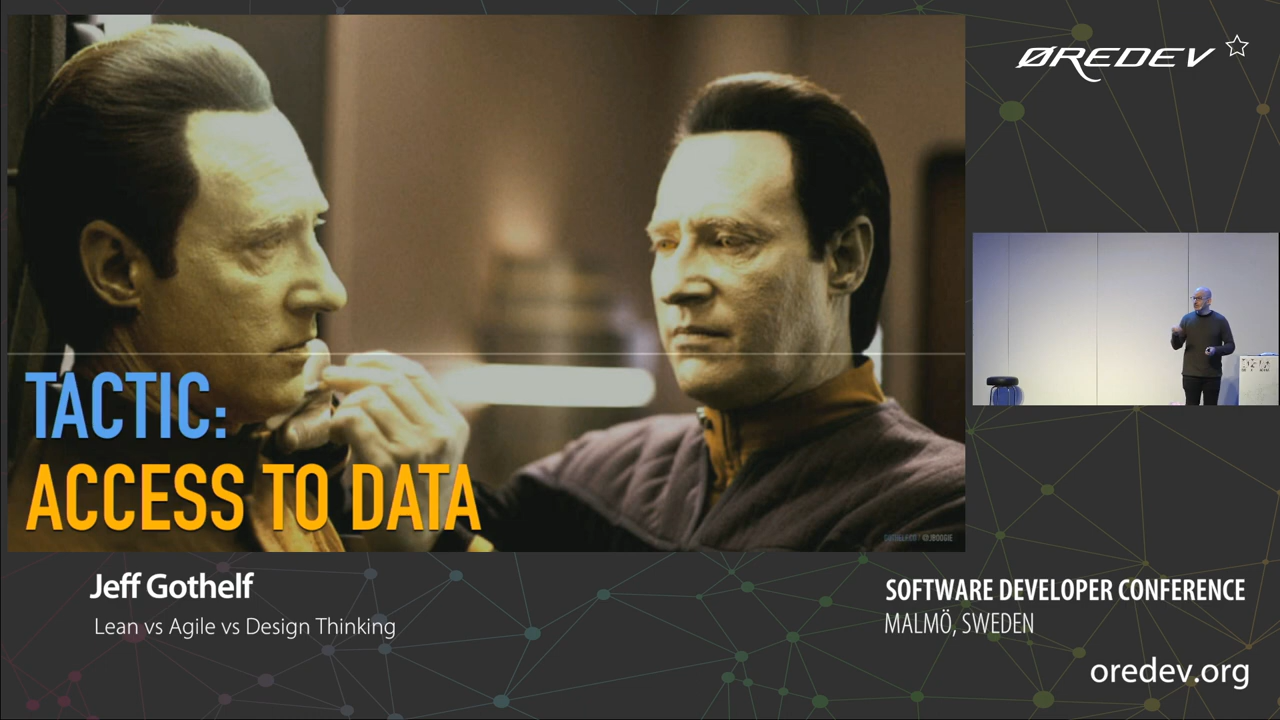 ØREDEV
TACTIC:
ACCESS TO DATA
@JBOOGIE
Jeff Gothelf
Lean vs Agile vs Design Thinking
SOFTWARE DEVELOPER CONFERENCE
MALMÖ, SWEDEN
oredev.org